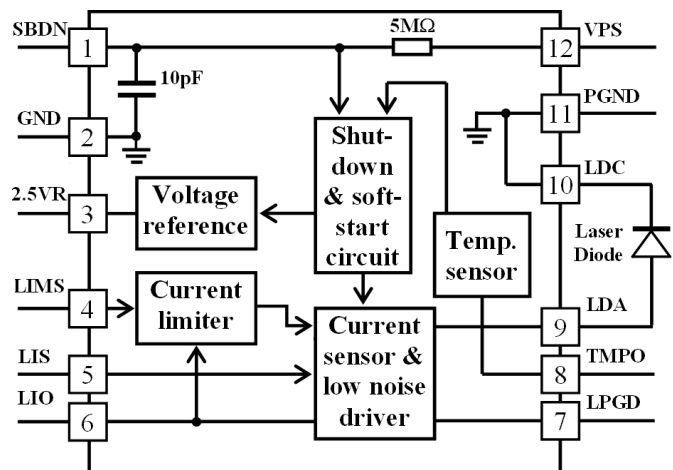 SBDN
1
5MΩ
12
VPS
10pF
GND
2
11
PGND
Shut-
down
& soft-
start
circuit
10
LDC
2.5VR
3
Voltage
reference
Temp.
sensor
Laser
Diode
LIMS
4
Current
limiter
Current
sensor &
low noise
driver
9
LDA
LIS
5
8
TMPO
LIO
6
7
LPGD